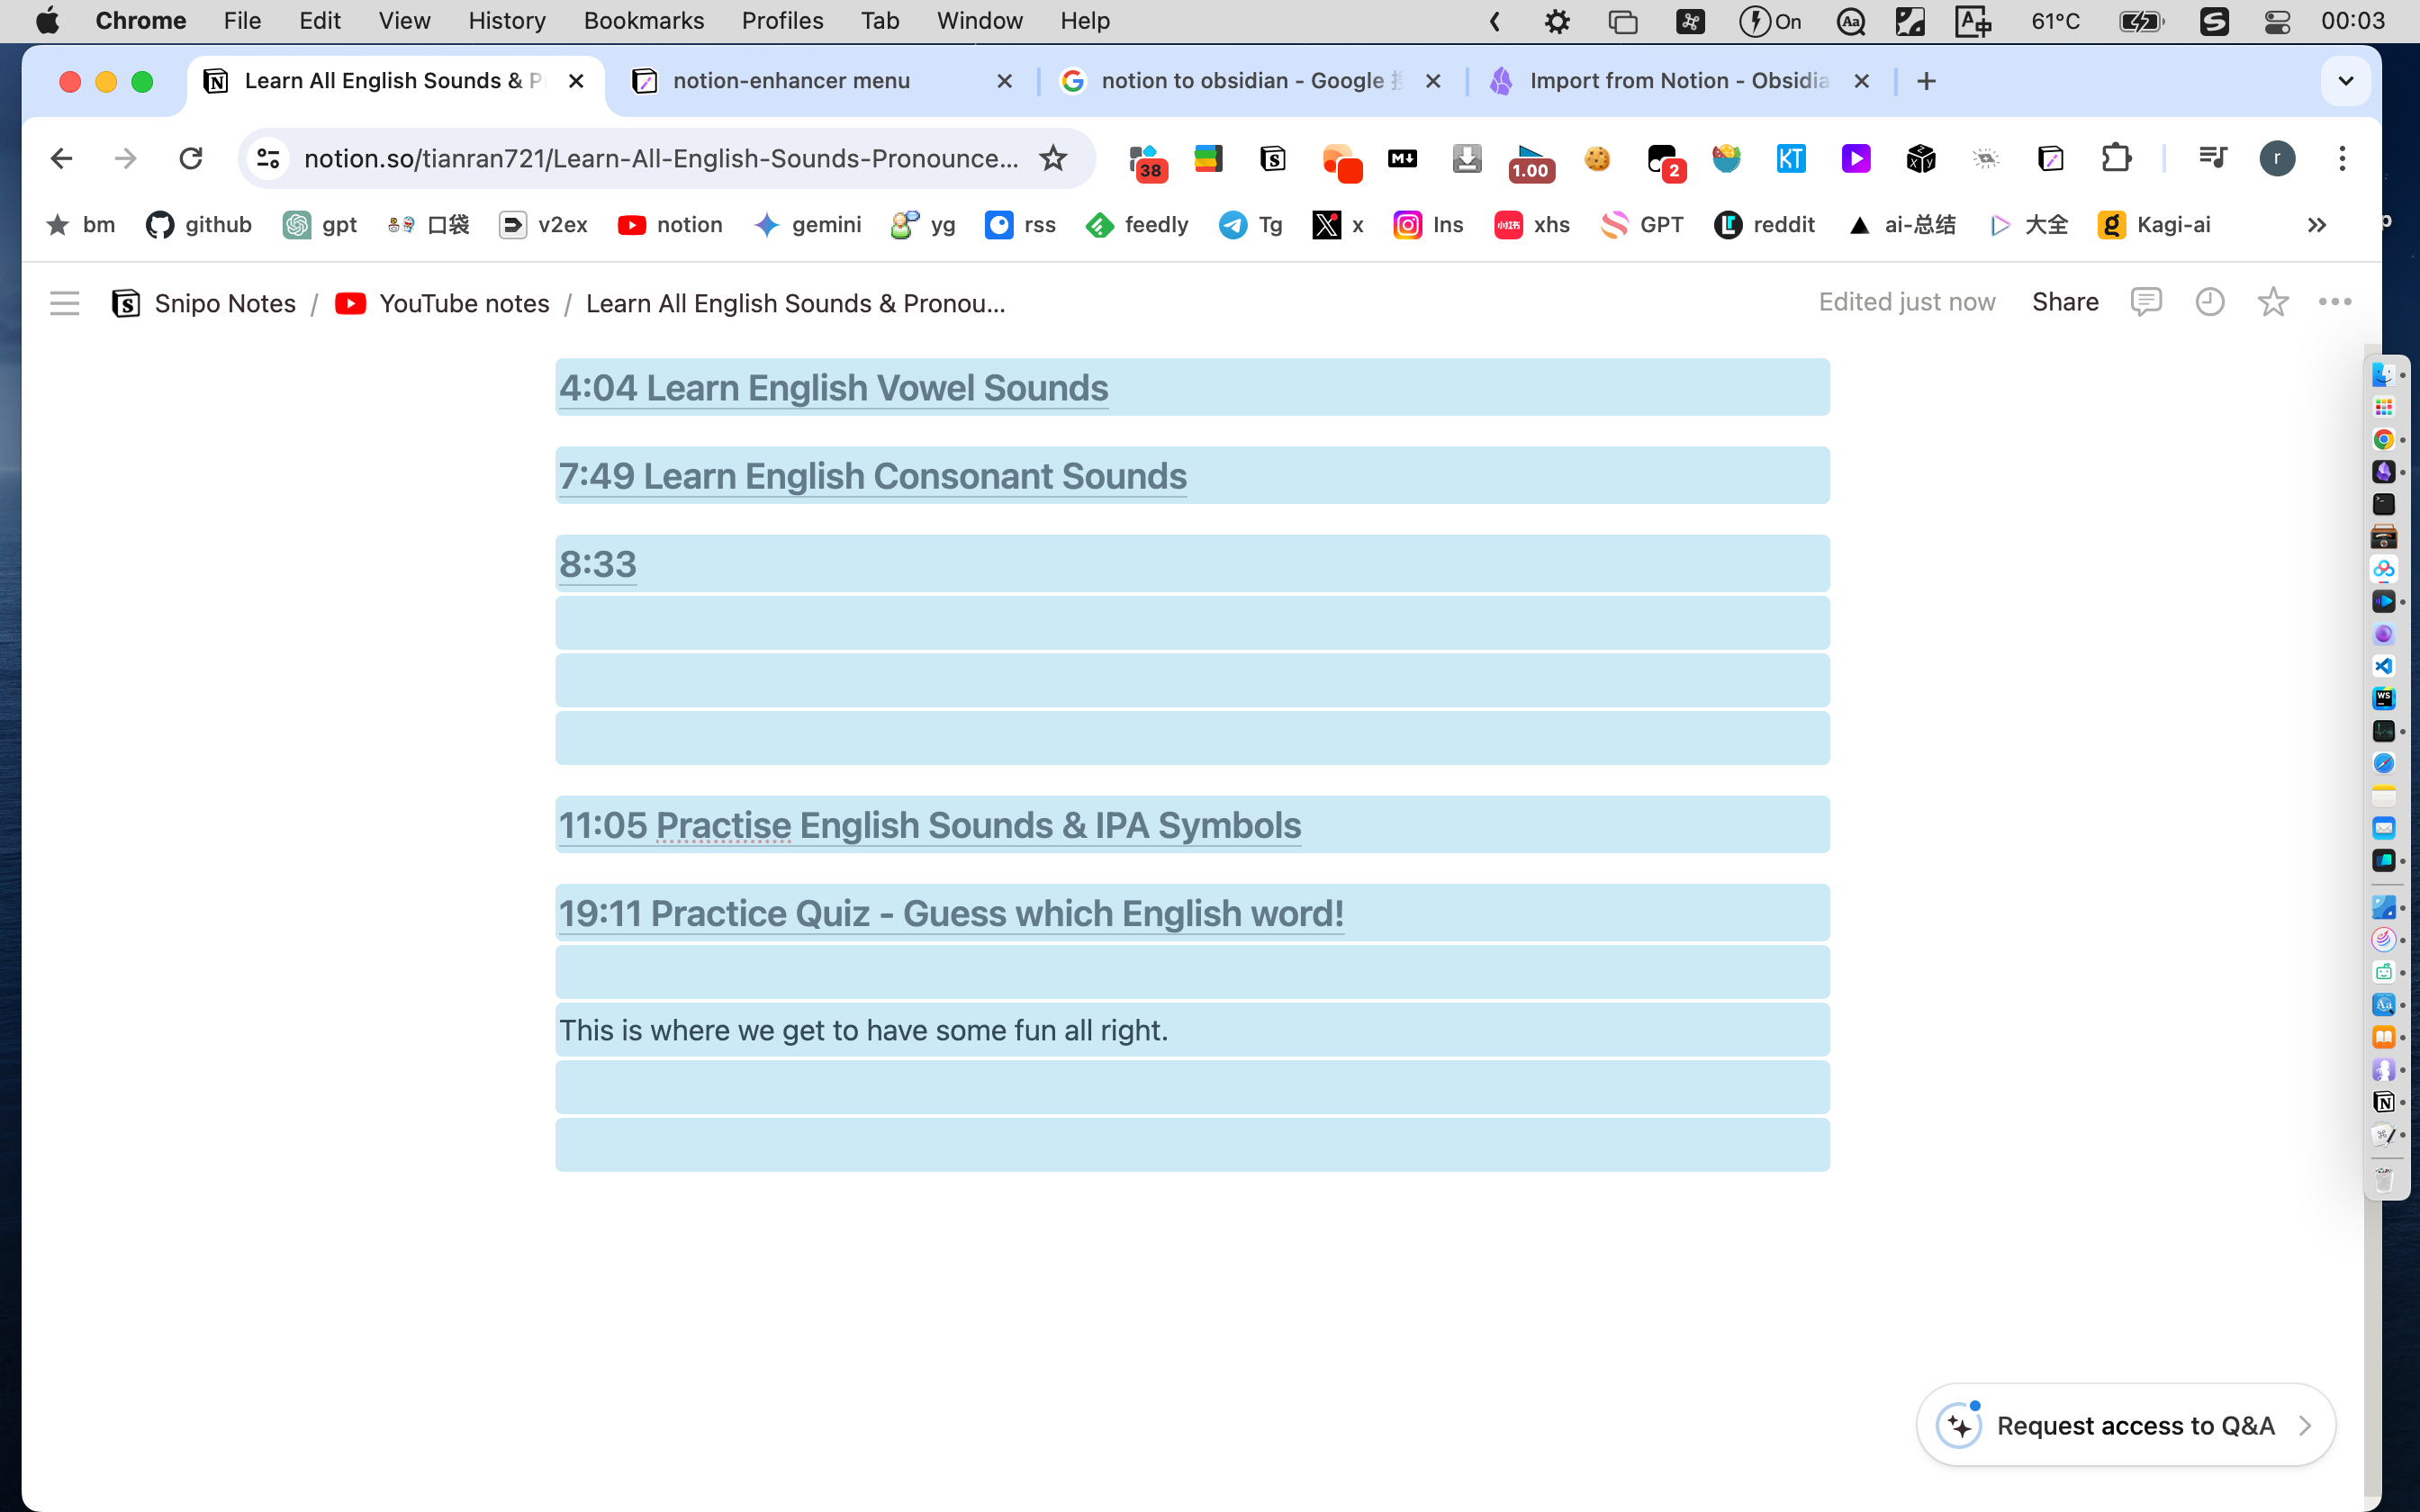 Chrome File Edit View History Bookmarks Profiles Tab Window Help On 61°C 00:03
Learn All English Sounds & P notion-enhancer menu notion to obsidian - Google Import from Notion - Obsidia
notion.so/tianran721/Learn-All-English-Sounds-Pronounce... 38 M↓ 1.00 2 KT r
bm github gpt 口袋 v2ex notion gemini yg rss feedly Tg x Ins xhs GPT reddit ai-总结 大全 Kagi-ai
Snipo Notes / YouTube notes / Learn All English Sounds & Pronou... Edited just now Share
4:04 Learn English Vowel Sounds
7:49 Learn English Consonant Sounds
8:33
11:05 Practise English Sounds & IPA Symbols
19:11 Practice Quiz - Guess which English word!
This is where we get to have some fun all right.
Request access to Q&A